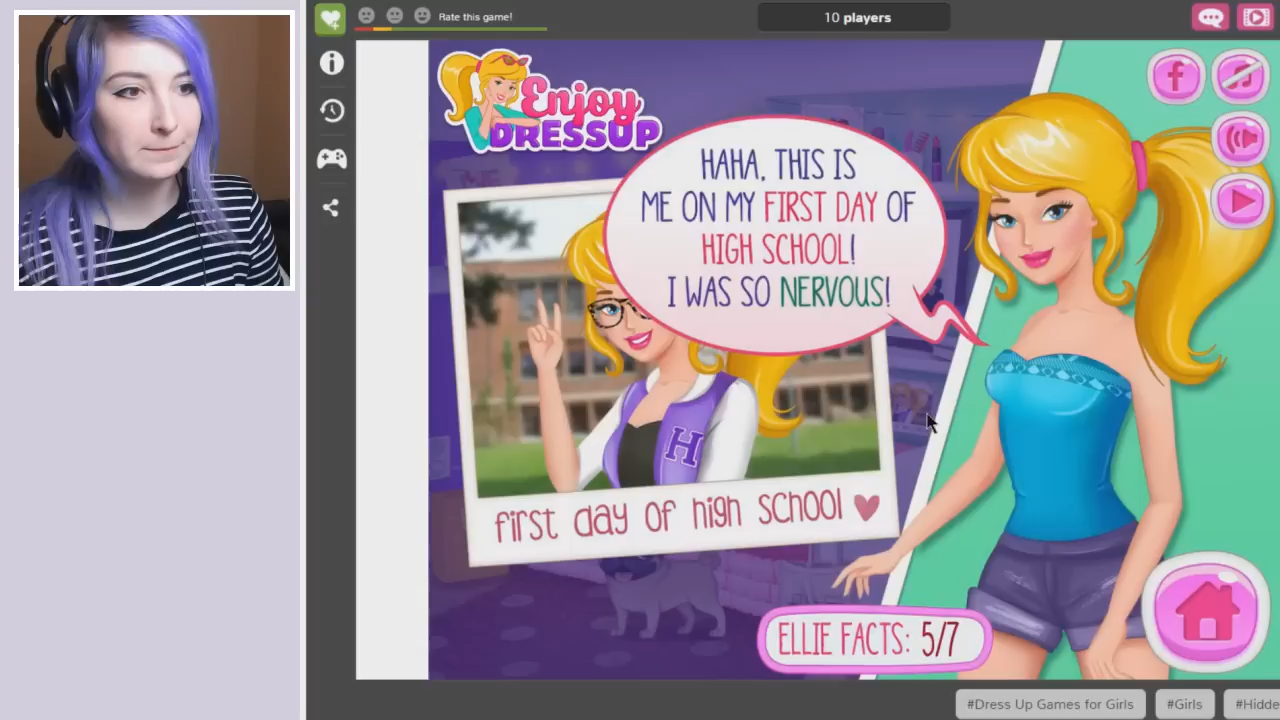 Rate this game!
10 players
Enjoy
DRESSUP
HAHA, THIS IS
ME ON MY FIRST DAY OF
HIGH SCHOOL!
I WAS SO NERVOUS!
H
first day of high school
ELLIE FACTS: 5/7
#Dress Up Games for Girls
#Girls
#Hidde